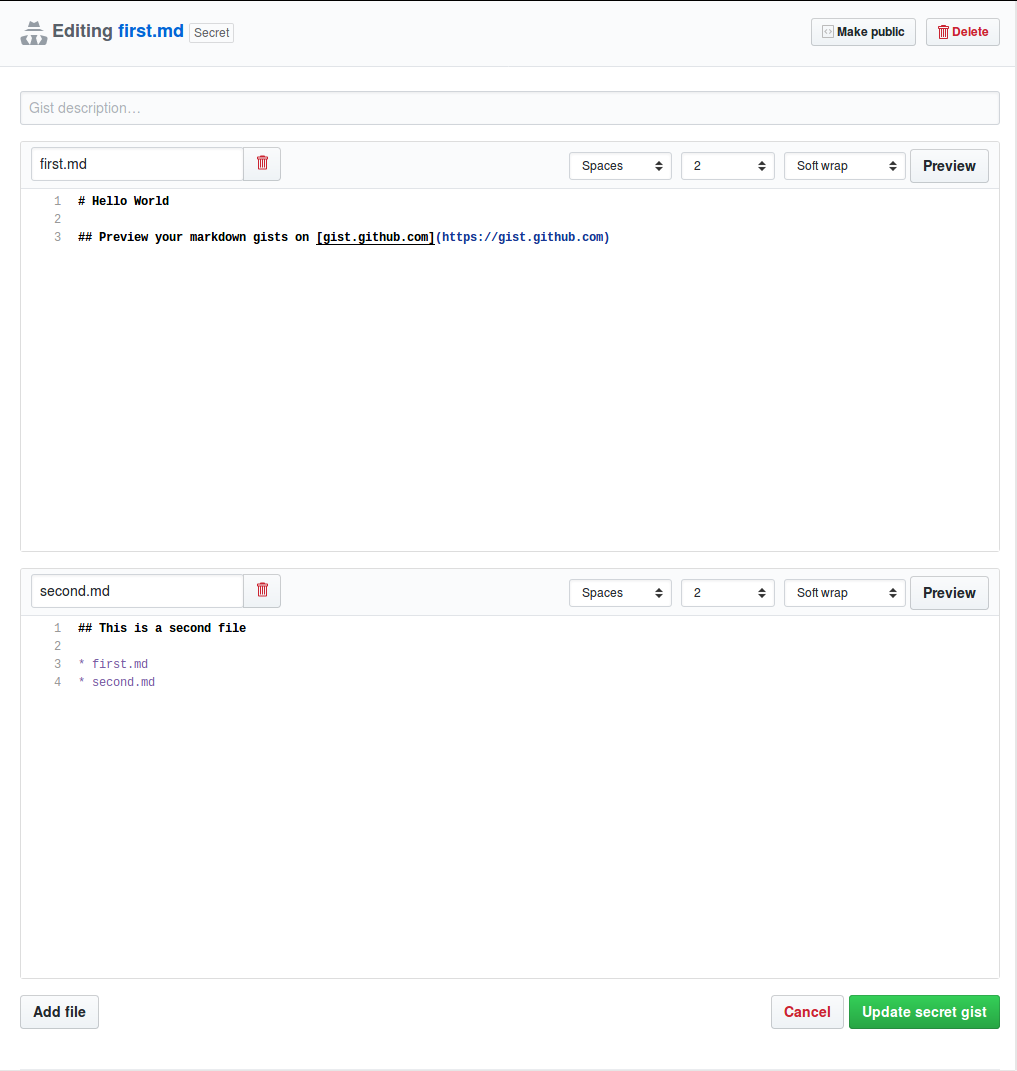 Editing first.md Secret Make public Delete
Gist description…
first.md Spaces 2 Soft wrap Preview
1 # Hello World
2
3 ## Preview your markdown gists on [gist.github.com](https://gist.github.com)
second.md Spaces 2 Soft wrap Preview
1 ## This is a second file
2
3 * first.md
4 * second.md
Add file Cancel Update secret gist